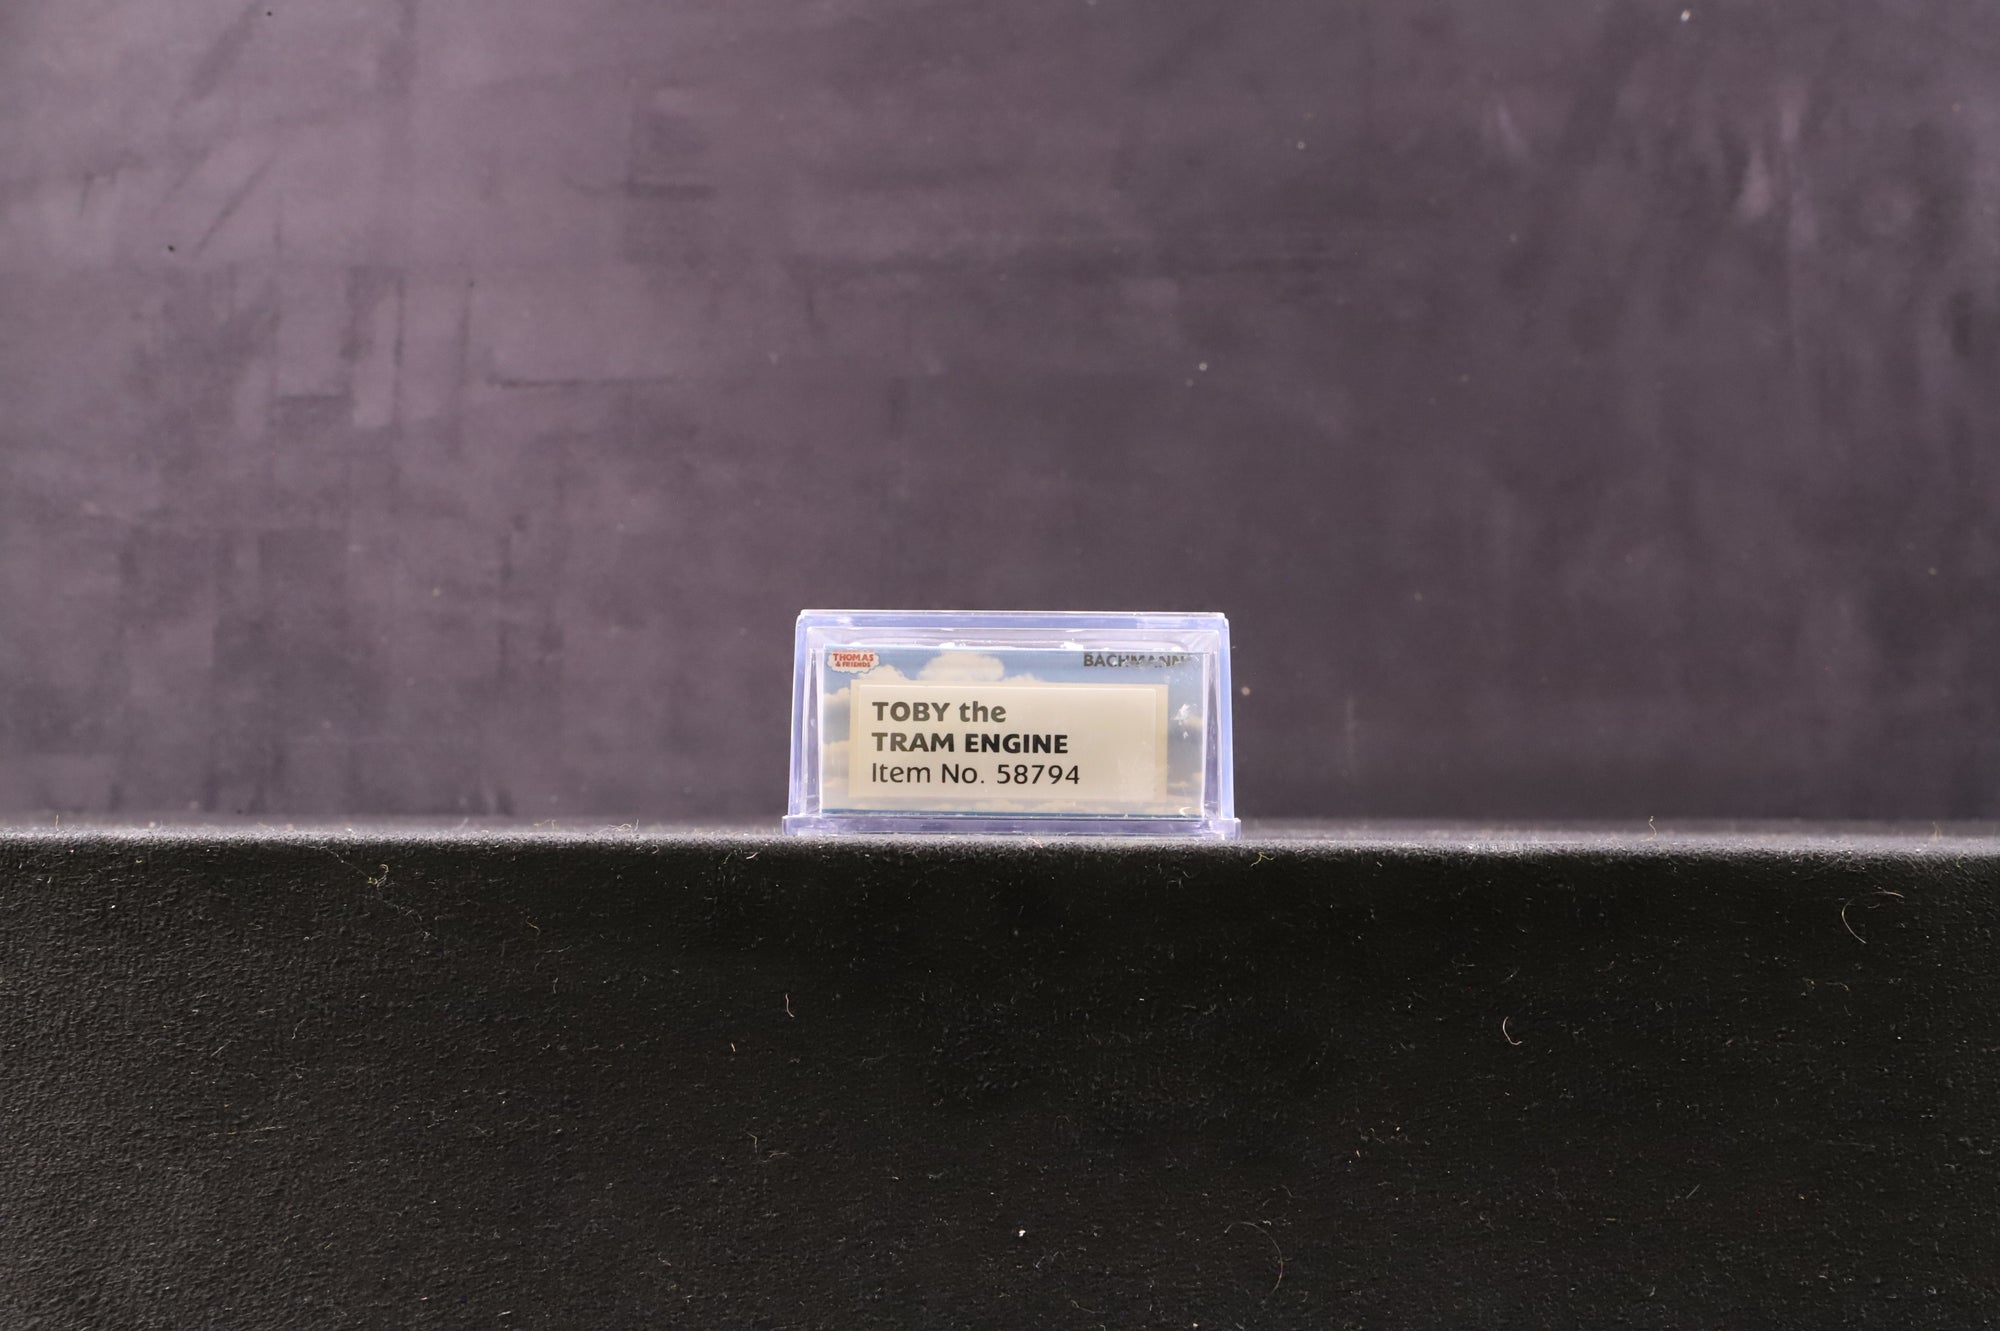 THOMAS
& FRIENDS
BACHMANN
TOBY the
TRAM ENGINE
Item No. 58794